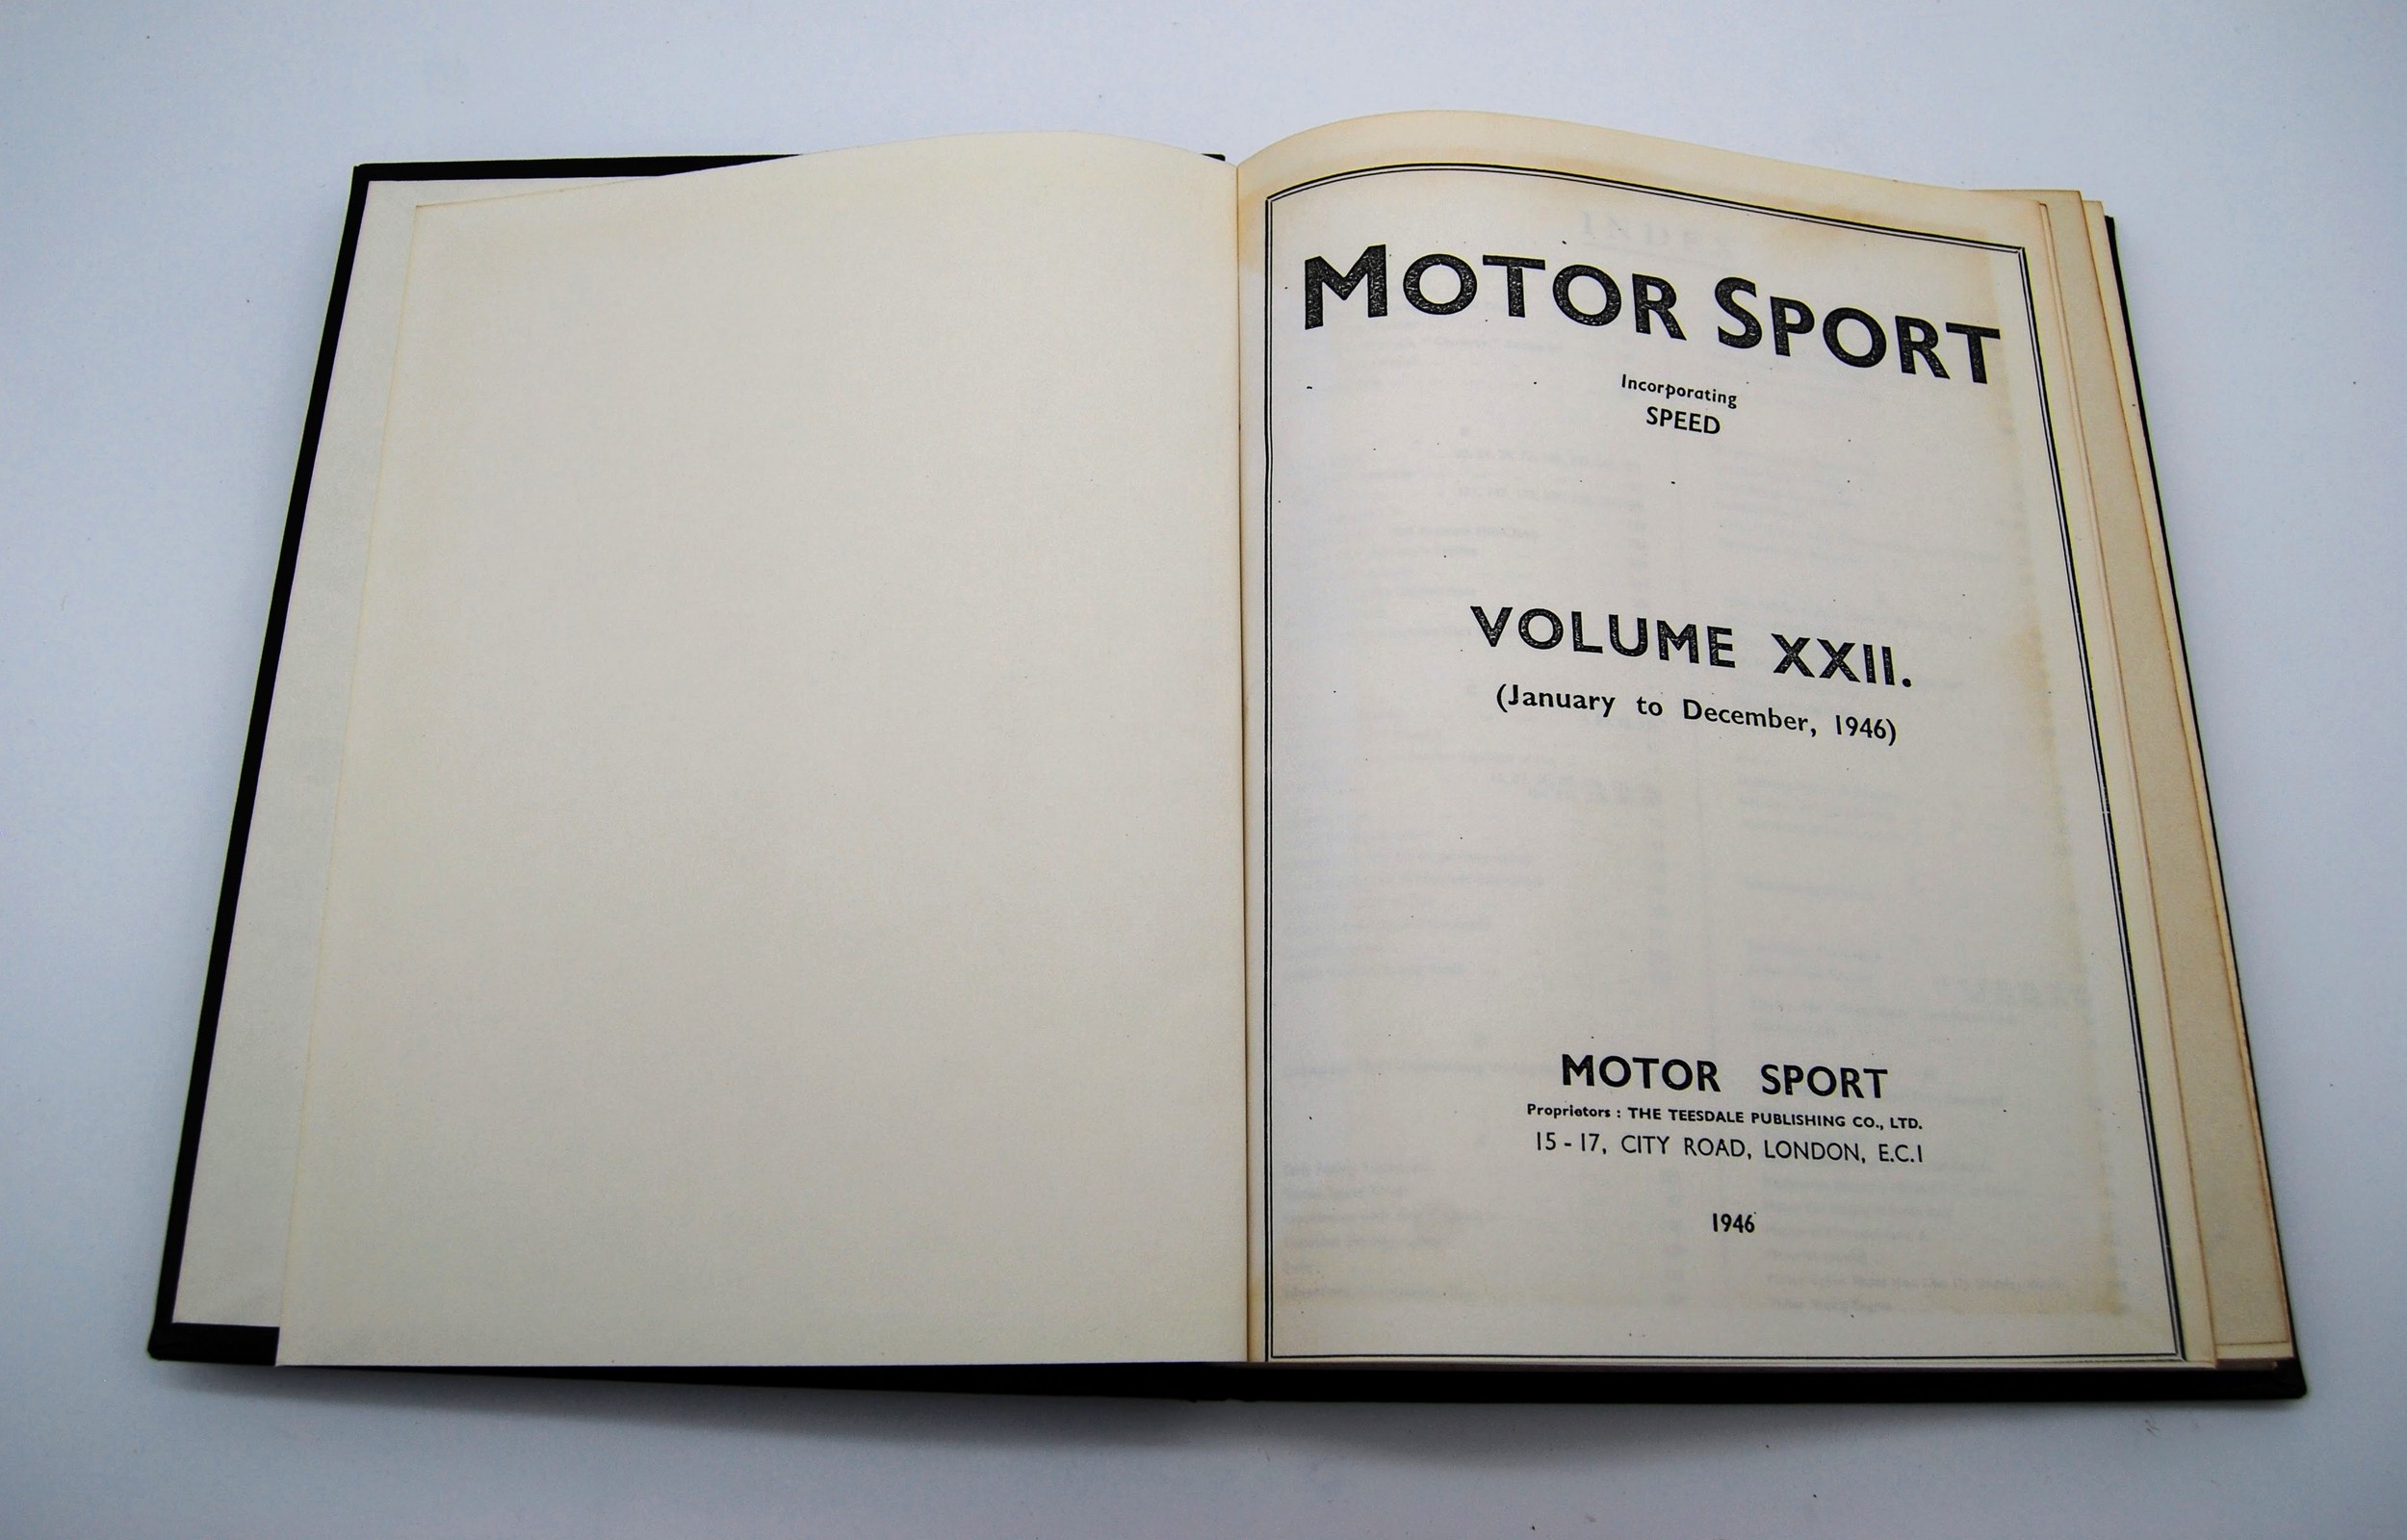 MOTOR SPORT
Incorporating
SPEED
VOLUME XXII.
(January to December, 1946)
MOTOR SPORT
Proprietors : THE TEESDALE PUBLISHING CO., LTD.
15 - 17, CITY ROAD, LONDON, E.C.1
1946